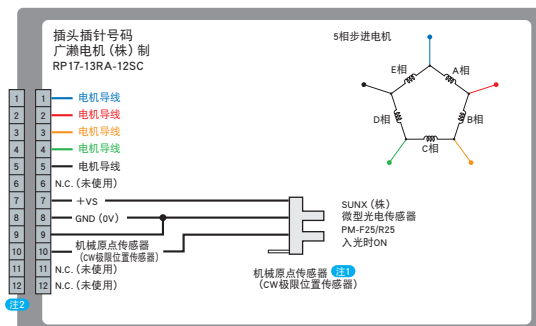 插头插针号码
广濑电机（株）制
RP17-13RA-12SC
5相步进电机
E相
A相
D相
B相
C相
1 1 电机导线
2 2 电机导线
3 3 电机导线
4 4 电机导线
5 5 电机导线
6 6 N.C.（未使用）
7 7 ＋VS
8 8 GND（0V）
9 9
10 10 机械原点传感器
（CW极限位置传感器）
11 11 N.C.（未使用）
12 12 N.C.（未使用）
注2
SUNX（株）
微型光电传感器
PM-F25/R25
入光时ON
机械原点传感器 注1
（CW极限位置传感器）